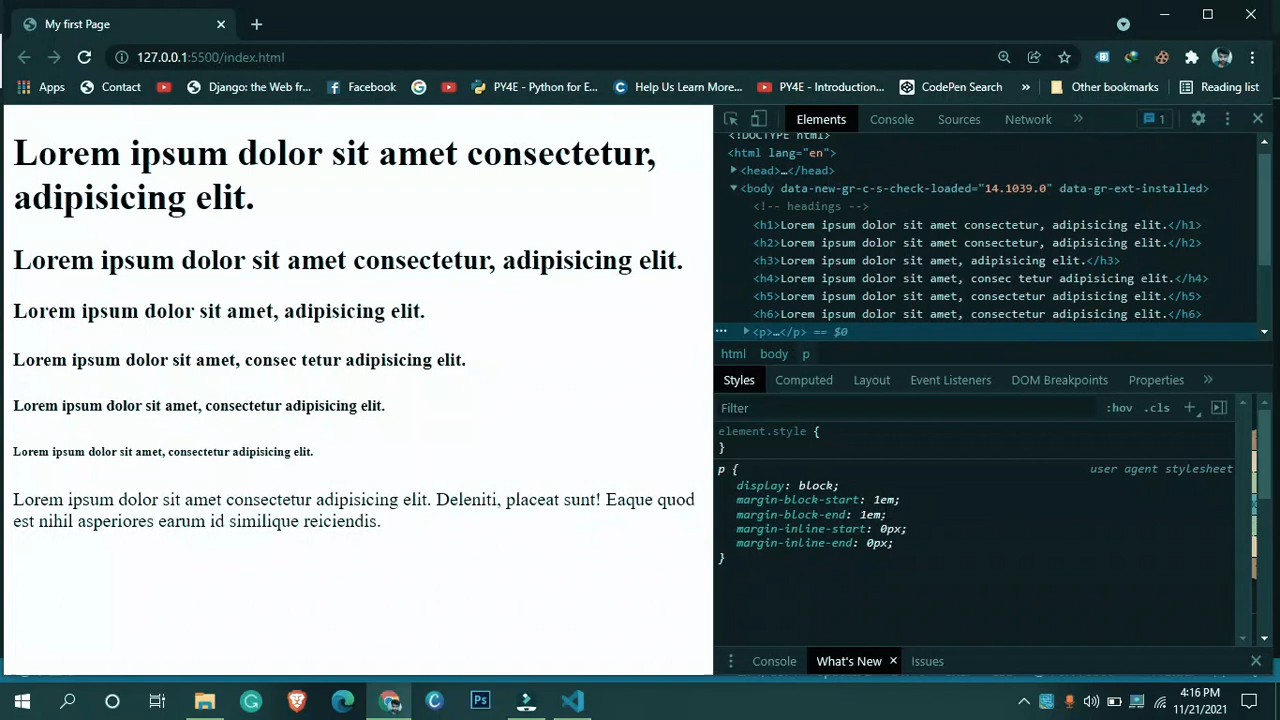 My first Page
127.0.0.1:5500/index.html
Apps Contact Django: the Web fr... Facebook PY4E - Python for E... Help Us Learn More... PY4E - Introduction... CodePen Search » Other bookmarks Reading list
Lorem ipsum dolor sit amet consectetur,
adipisicing elit.
Lorem ipsum dolor sit amet consectetur, adipisicing elit.
Lorem ipsum dolor sit amet, adipisicing elit.
Lorem ipsum dolor sit amet, consec tetur adipisicing elit.
Lorem ipsum dolor sit amet, consectetur adipisicing elit.
Lorem ipsum dolor sit amet, consectetur adipisicing elit.
Lorem ipsum dolor sit amet consectetur adipisicing elit. Deleniti, placeat sunt! Eaque quod
est nihil asperiores earum id similique reiciendis.
Elements Console Sources Network » 1
<!DOCTYPE html>
<html lang="en">
<head>…</head>
<body data-new-gr-c-s-check-loaded="14.1039.0" data-gr-ext-installed>
<!-- headings -->
<h1>Lorem ipsum dolor sit amet consectetur, adipisicing elit.</h1>
<h2>Lorem ipsum dolor sit amet consectetur, adipisicing elit.</h2>
<h3>Lorem ipsum dolor sit amet, adipisicing elit.</h3>
<h4>Lorem ipsum dolor sit amet, consec tetur adipisicing elit.</h4>
<h5>Lorem ipsum dolor sit amet, consectetur adipisicing elit.</h5>
<h6>Lorem ipsum dolor sit amet, consectetur adipisicing elit.</h6>
<p>…</p> == $0
html body p
Styles Computed Layout Event Listeners DOM Breakpoints Properties »
Filter :hov .cls +
element.style {
}
p { user agent stylesheet
display: block;
margin-block-start: 1em;
margin-block-end: 1em;
margin-inline-start: 0px;
margin-inline-end: 0px;
}
Console What's New × Issues
Ps
4:16 PM
11/21/2021